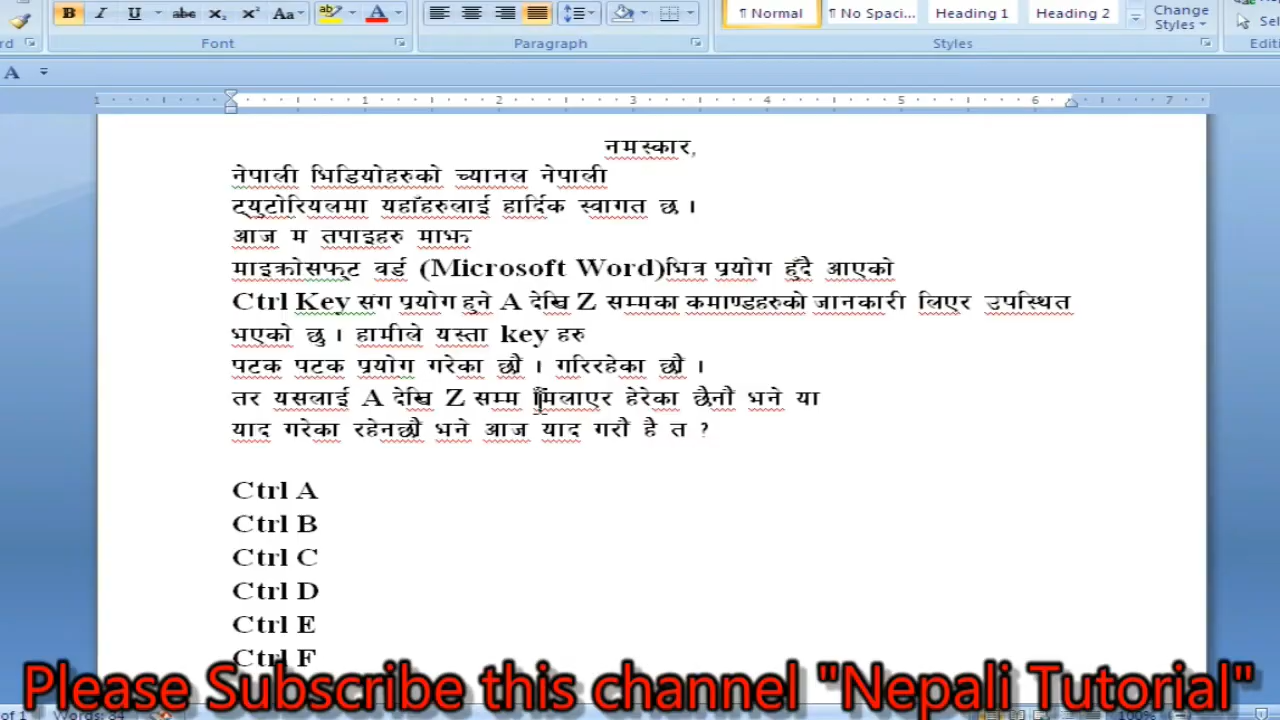 Font
Paragraph
Styles
¶ Normal
¶ No Spaci...
Heading 1
Heading 2
Change Styles
Editi
नमस्कार,
नेपाली भिडियोहरुको च्यानल नेपाली
ट्युटोरियलमा यहाँहरुलाई हार्दिक स्वागत छ ।
आज म तपाइहरु माझ
माइक्रोसफ्ट वर्ड (Microsoft Word)भित्र प्रयोग हुँदै आएको
Ctrl Key संग प्रयोग हुने A देखि Z सम्मका कमाण्डहरुको जानकारी लिएर उपस्थित
भएको छु । हामीले यस्ता key हरु
पटक पटक प्रयोग गरेका छौं । गरिरहेका छौं ।
तर यसलाई A देखि Z सम्म मिलाएर हेरेका छैनौं भने या
याद गरेका रहेनछौं भने आज याद गरौं है त ?
Ctrl A
Ctrl B
Ctrl C
Ctrl D
Ctrl E
Ctrl F
Please Subscribe this channel "Nepali Tutorial"